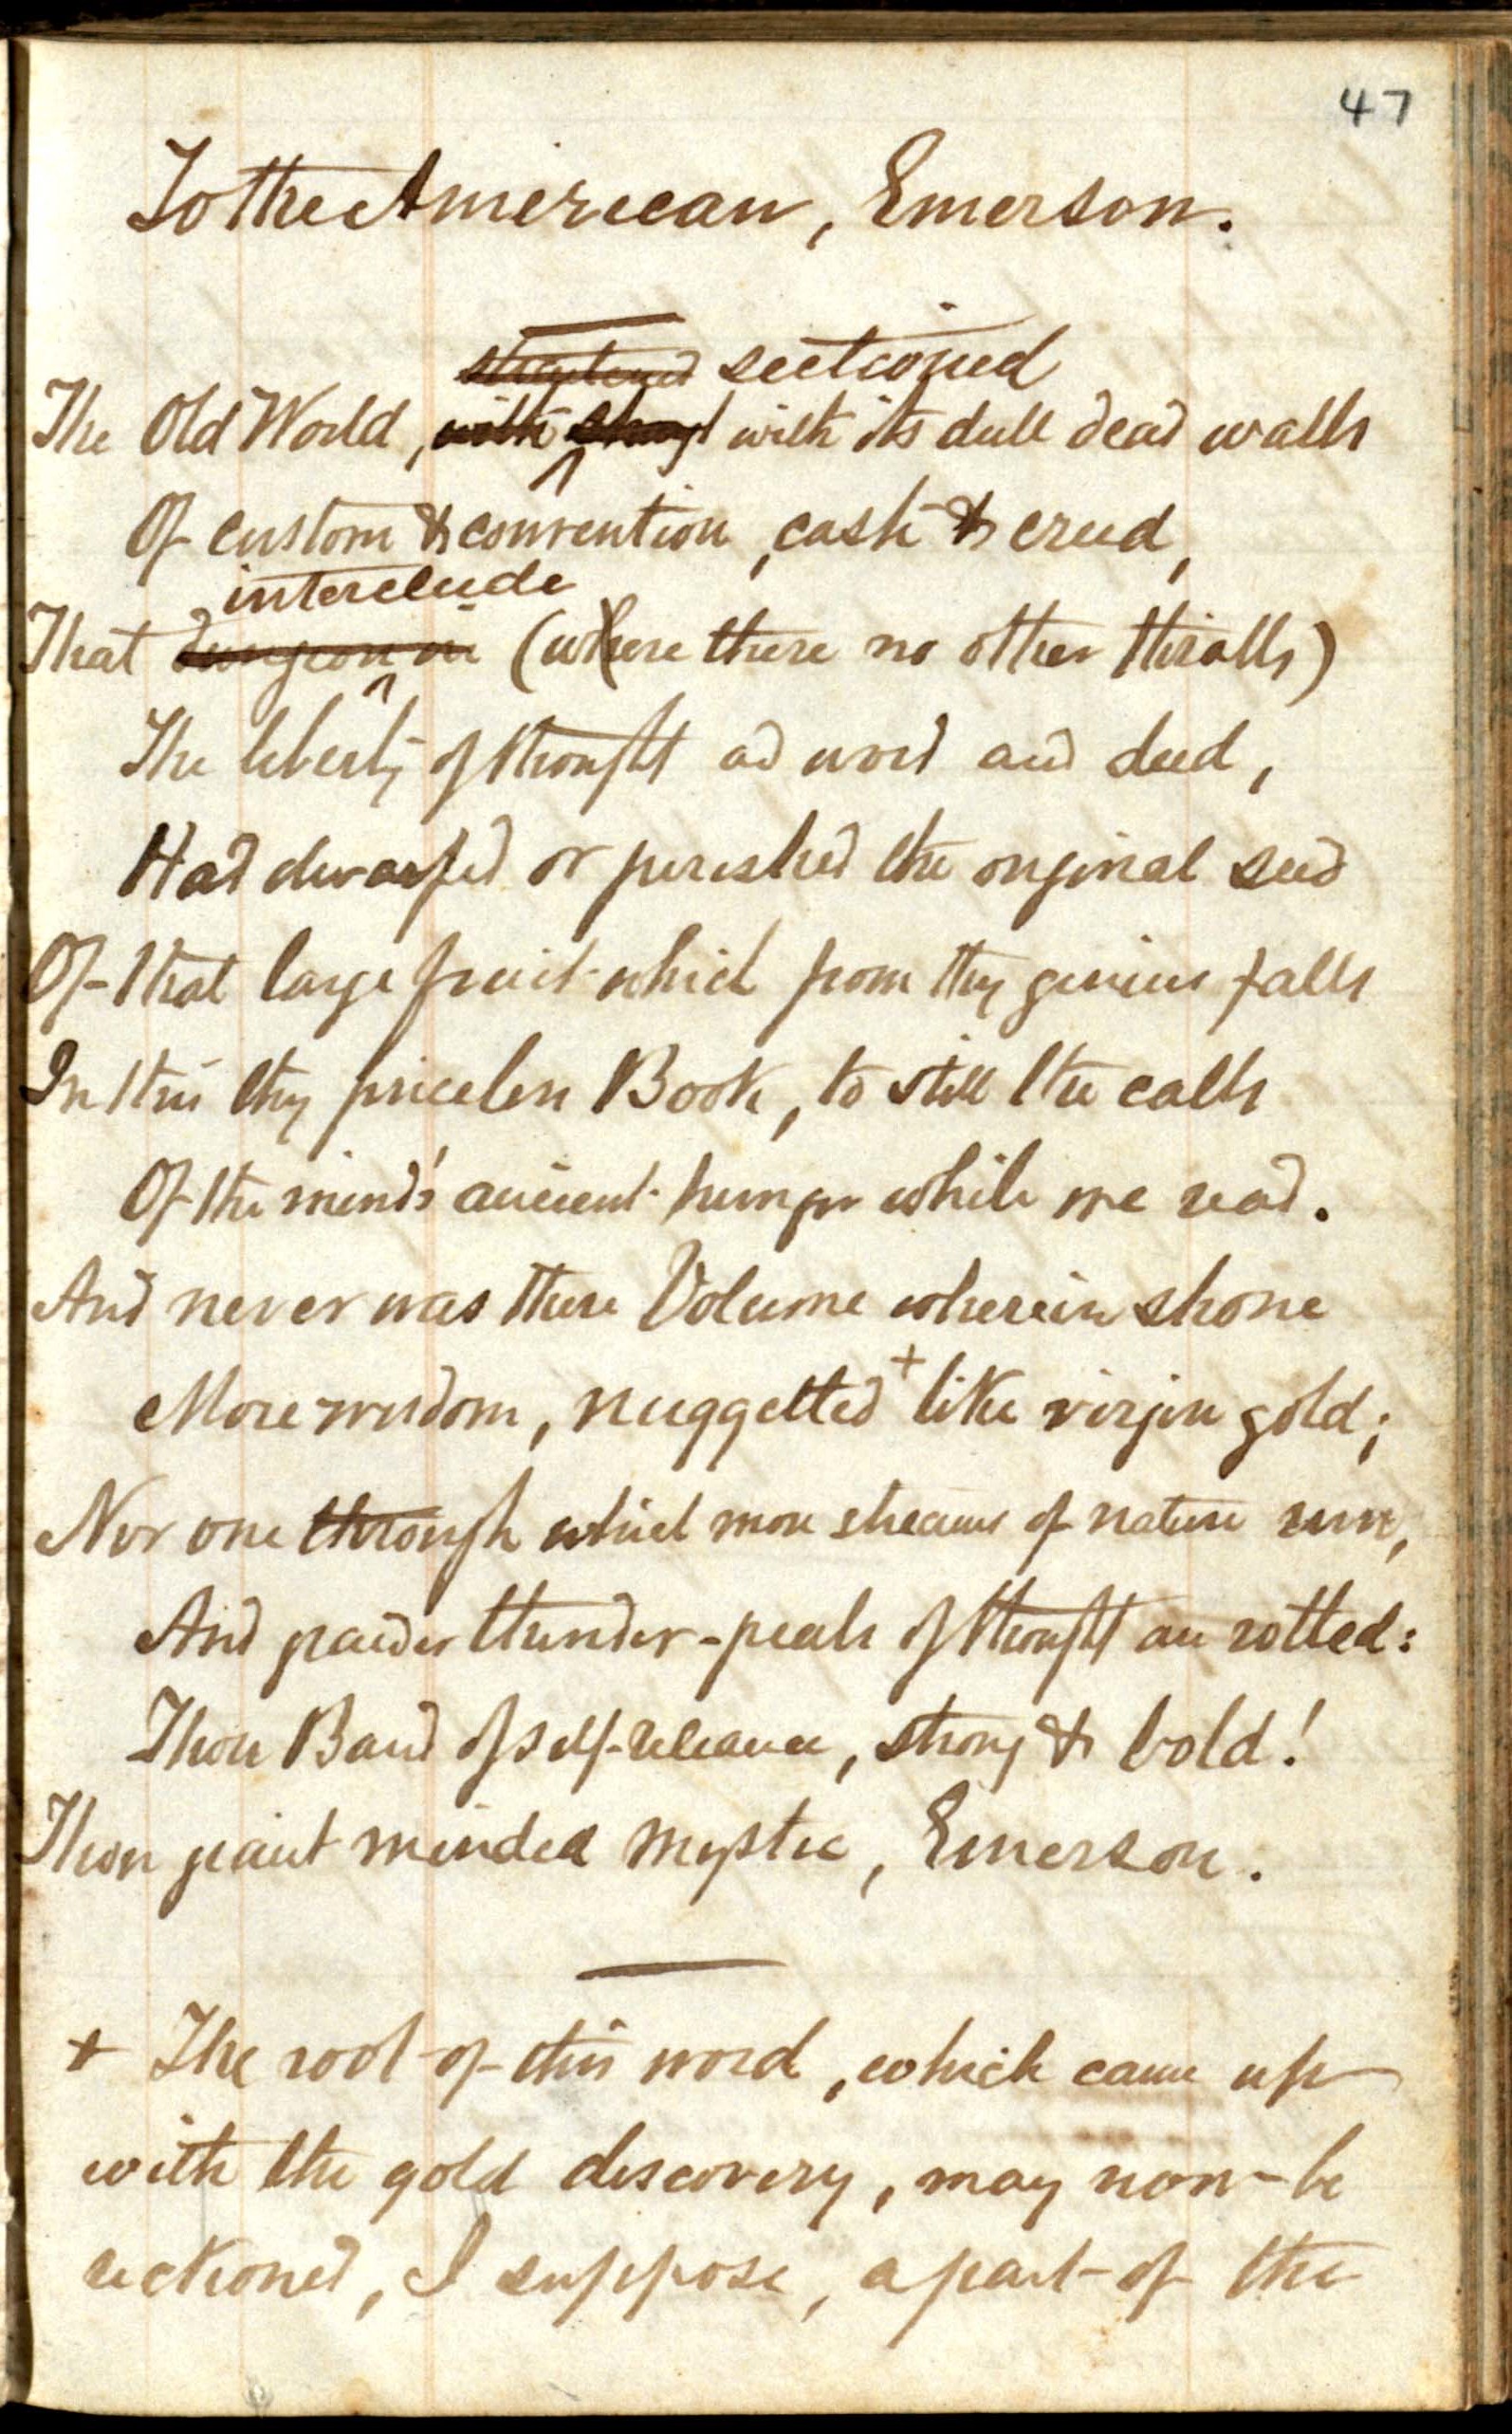 47
To the American, Emerson.
sectioned
The Old World, with its dull dead walls
Of custom & convention, cash & creed,
interclude
That dungeon in (where there no other thralls)
The liberty of thought ad word and deed,
Had dwarfed or perished the original seed
Of that large fruit which from thy genius falls
In this thy priceless Book, to still the calls
Of the mind's ancient hunger while we read.
And never was there Volume wherein shone
More wisdom, nuggetted + like virgin gold;
Nor one through which more streams of nature run,
And grander thunder-peals of thought are rolled:
Thou Bard of self-reliance, strong & bold!
Thou giant minded Mystic, Emerson.
+ The root of this word, which came up
with the gold discovery, may now be
reckoned, I suppose, a part of the